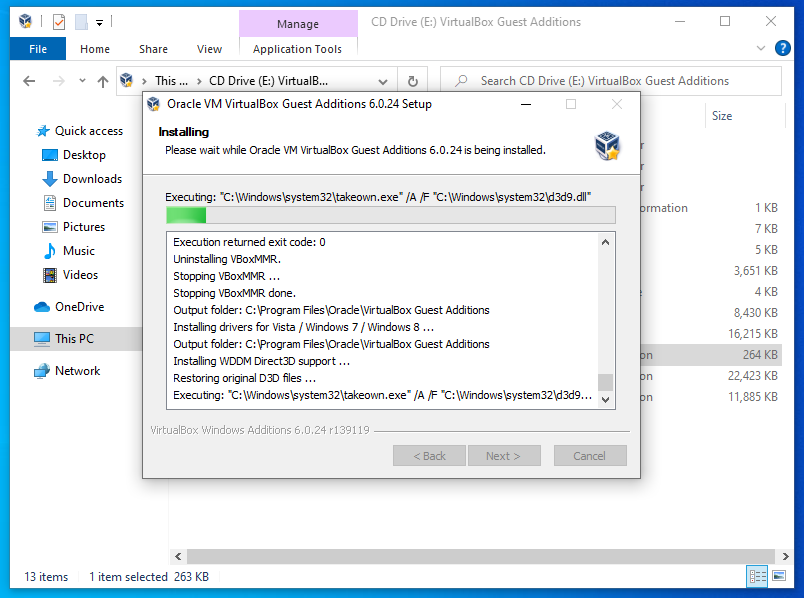 Manage
CD Drive (E:) VirtualBox Guest Additions
File
Home
Share
View
Application Tools
This ...
CD Drive (E:) VirtualB...
Search CD Drive (E:) VirtualBox Guest Additions
Size
Quick access
Desktop
Downloads
Documents
Pictures
Music
Videos
OneDrive
This PC
Network
Oracle VM VirtualBox Guest Additions 6.0.24 Setup
Installing
Please wait while Oracle VM VirtualBox Guest Additions 6.0.24 is being installed.
Executing: "C:\Windows\system32\takeown.exe" /A /F "C:\Windows\system32\d3d9.dll"
Execution returned exit code: 0
Uninstalling VBoxMMR.
Stopping VBoxMMR ...
Stopping VBoxMMR done.
Output folder: C:\Program Files\Oracle\VirtualBox Guest Additions
Installing drivers for Vista / Windows 7 / Windows 8 ...
Output folder: C:\Program Files\Oracle\VirtualBox Guest Additions
Installing WDDM Direct3D support ...
Restoring original D3D files ...
Executing: "C:\Windows\system32\takeown.exe" /A /F "C:\Windows\system32\d3d9...
VirtualBox Windows Additions 6.0.24 r139119
< Back
Next >
Cancel
ormation
1 KB
7 KB
5 KB
3,651 KB
4 KB
8,430 KB
16,215 KB
on
264 KB
on
22,423 KB
on
11,885 KB
13 items
1 item selected 263 KB